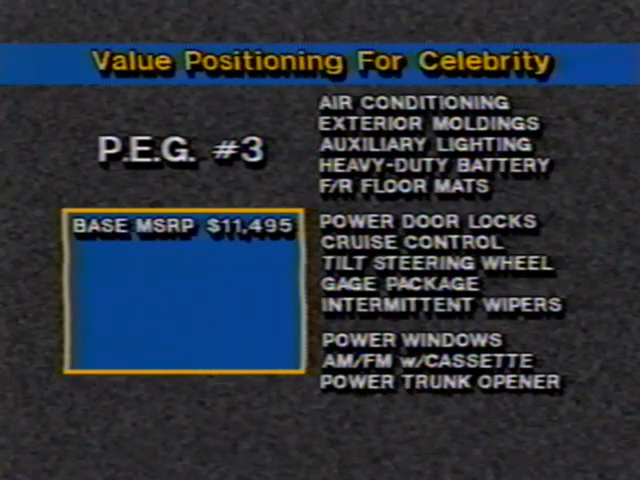 Value Positioning For Celebrity
P.E.G. #3
BASE MSRP $11,495
AIR CONDITIONING
EXTERIOR MOLDINGS
AUXILIARY LIGHTING
HEAVY-DUTY BATTERY
F/R FLOOR MATS
POWER DOOR LOCKS
CRUISE CONTROL
TILT STEERING WHEEL
GAGE PACKAGE
INTERMITTENT WIPERS
POWER WINDOWS
AM/FM w/CASSETTE
POWER TRUNK OPENER